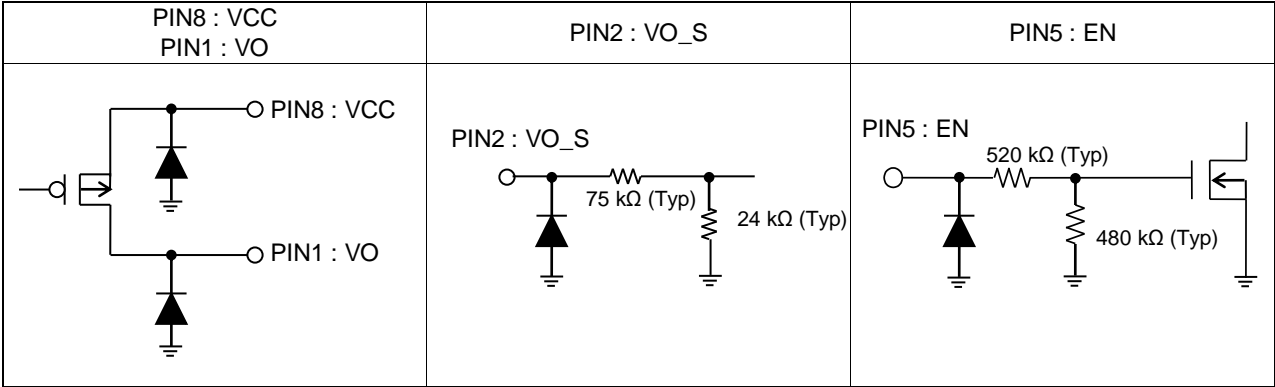 PIN8 : VCC
PIN1 : VO
PIN2 : VO_S
PIN5 : EN
PIN8 : VCC
PIN1 : VO
PIN2 : VO_S
75 kΩ (Typ)
24 kΩ (Typ)
PIN5 : EN
520 kΩ (Typ)
480 kΩ (Typ)